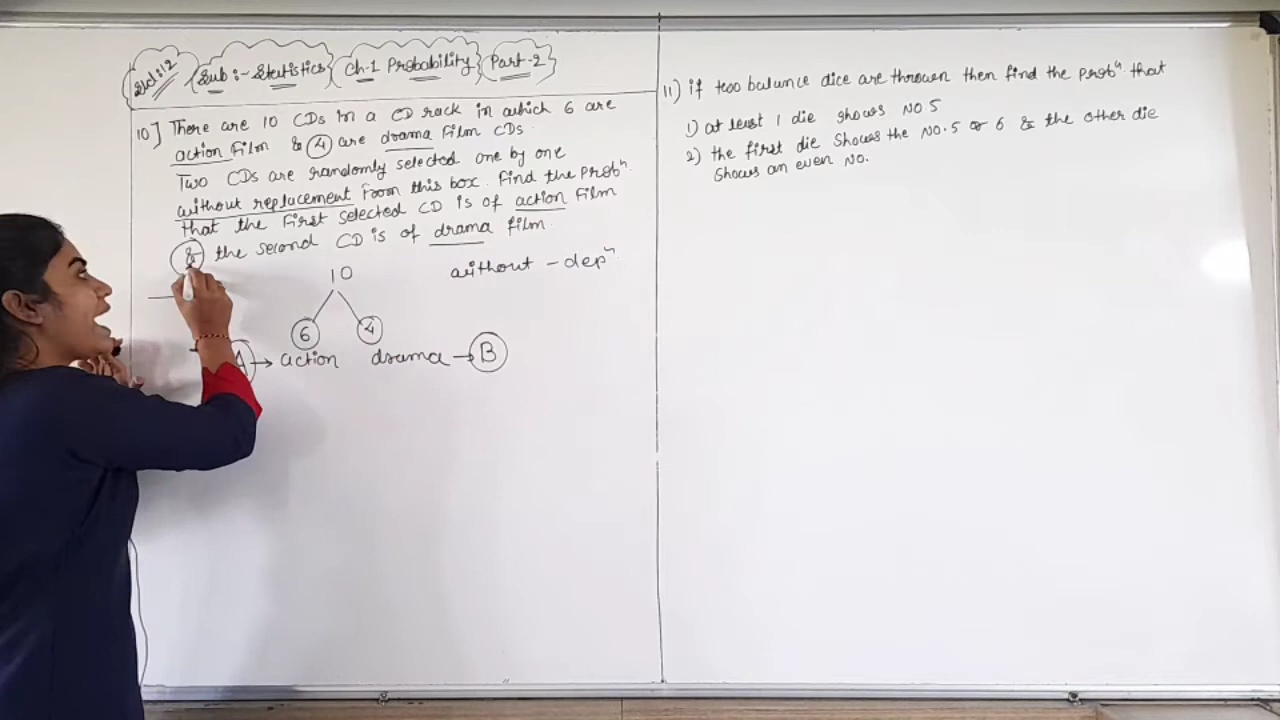 Std:12 Sub :- Statistics Ch-1 Probability Part-2
10] There are 10 CDs in a CD rack in which 6 are
action film & 4 are drama film CDs.
Two CDs are randomly selected one by one
without replacement from this box. Find the Probⁿ.
that the First selected CD is of action film
& the second CD is of drama film.
10
without - depⁿ
6 4
A → action drama → B
11) if two balance dice are thrown then find the Probⁿ that
1) at least 1 die shows NO 5
2) the first die shows the NO. 5 or 6 & the other die
shows an even NO.